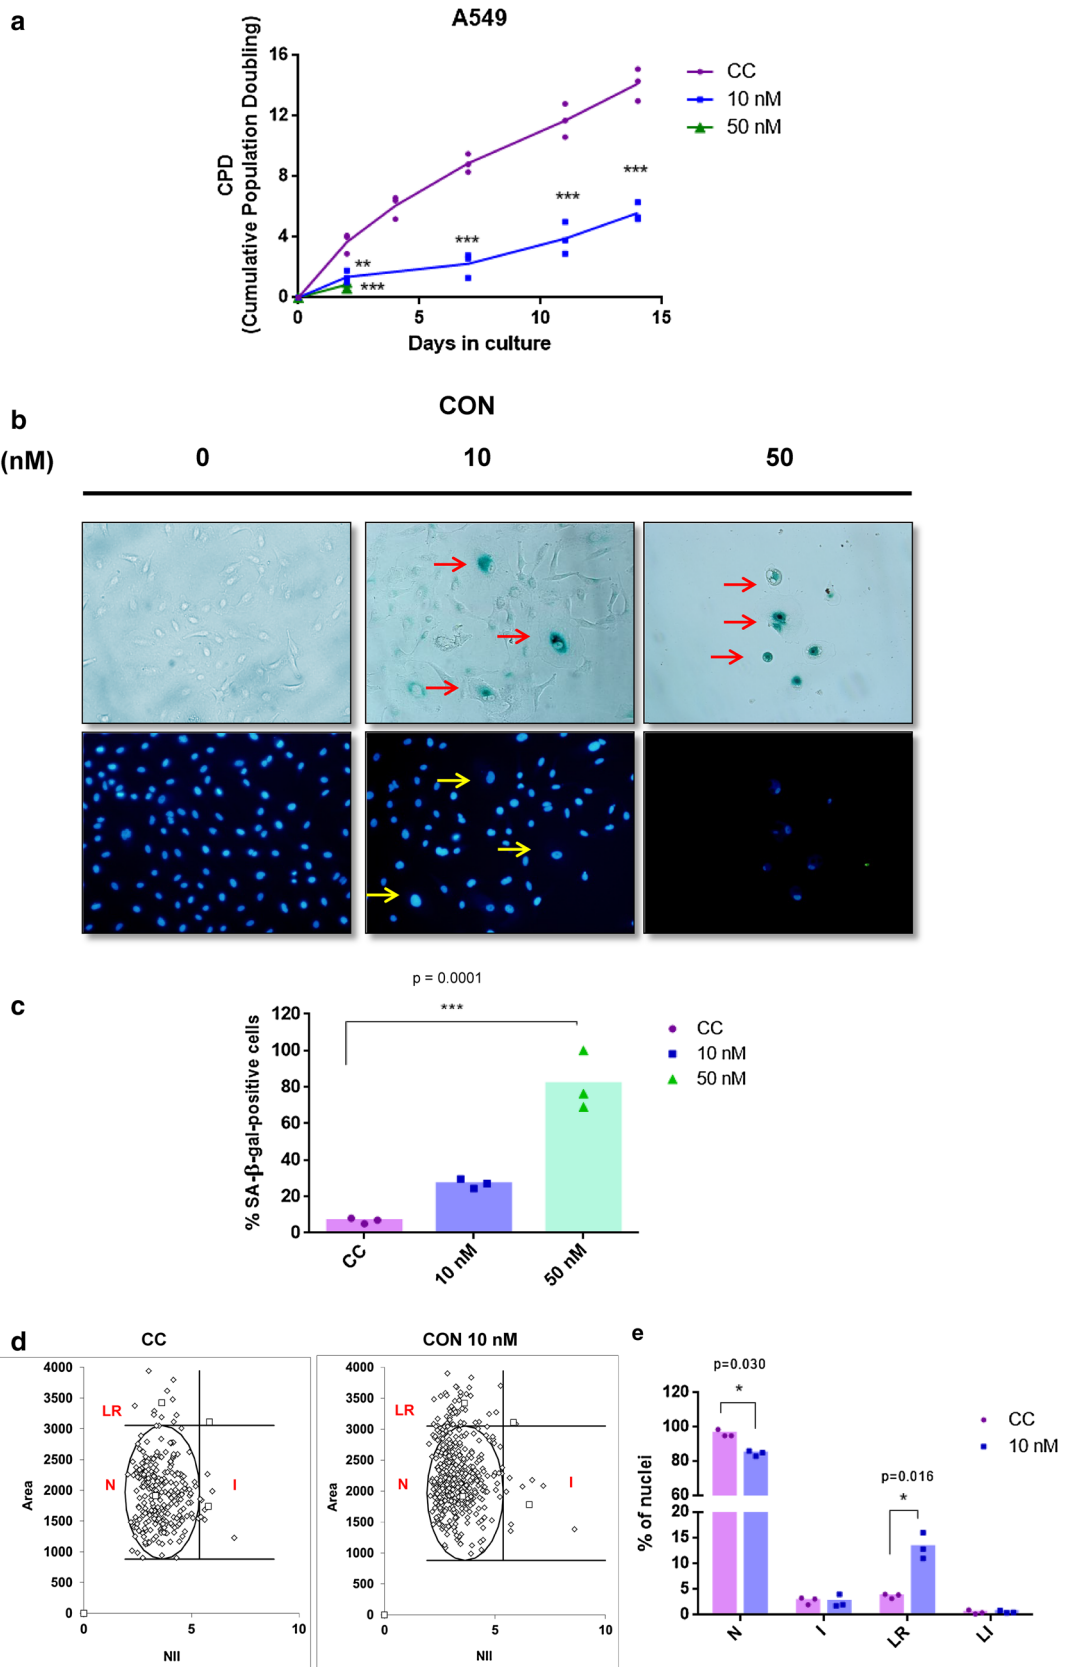 a
A549
CPD
(Cumulative Population Doubling)
16
12
8
4
0
0 5 10 15
Days in culture
CC
10 nM
50 nM
**
***
***
***
***
b
CON
(nM) 0 10 50
c
p = 0.0001
***
% SA-β-gal-positive cells
120
100
80
60
40
20
0
CC 10 nM 50 nM
CC
10 nM
50 nM
d
CC
Area
4000
3500
3000
2500
2000
1500
1000
500
0
0 5 10
NII
LR
N I
CON 10 nM
Area
4000
3500
3000
2500
2000
1500
1000
500
0
0 5 10
NII
LR
N I
e
p=0.030
*
p=0.016
*
% of nuclei
120
100
80
60
20
15
10
5
0
N I LR LI
CC
10 nM